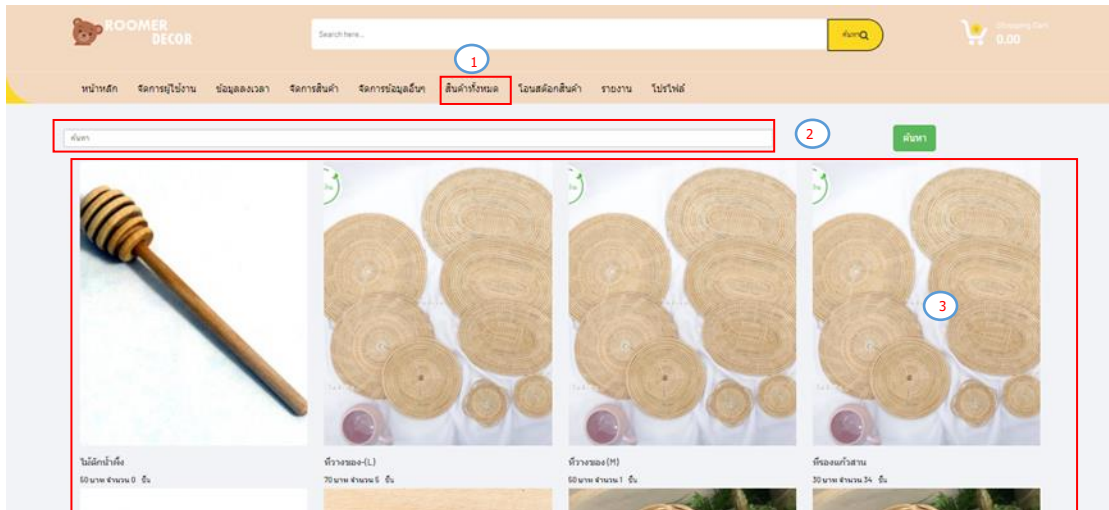 ROOMER
DECOR
Search here...
ค้นหา
Shopping Cart
0.00
1
หน้าหลัก จัดการผู้ใช้งาน ข้อมูลลงเวลา จัดการสินค้า จัดการข้อมูลอื่นๆ สินค้าทั้งหมด โอนสต๊อกสินค้า รายงาน โปรไฟล์
ค้นหา
2
ค้นหา
3
ไม้ตักน้ำผึ้ง
50 บาท จำนวน 0 ชิ้น
ที่วางของ-(L)
70 บาท จำนวน 5 ชิ้น
ที่วางของ(M)
50 บาท จำนวน 1 ชิ้น
ที่รองแก้วสาน
30 บาท จำนวน 34 ชิ้น